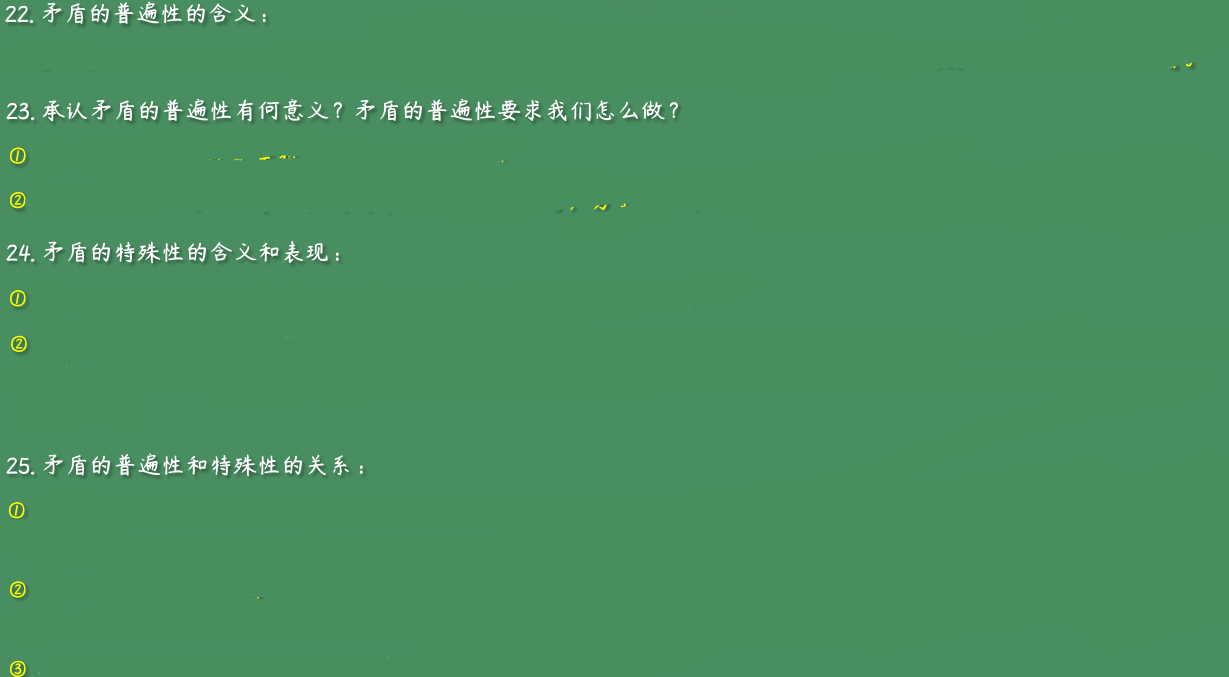 22. 矛盾的普遍性的含义：
23. 承认矛盾的普遍性有何意义？矛盾的普遍性要求我们怎么做？
①
②
24. 矛盾的特殊性的含义和表现：
①
②
25. 矛盾的普遍性和特殊性的关系：
①
②
③